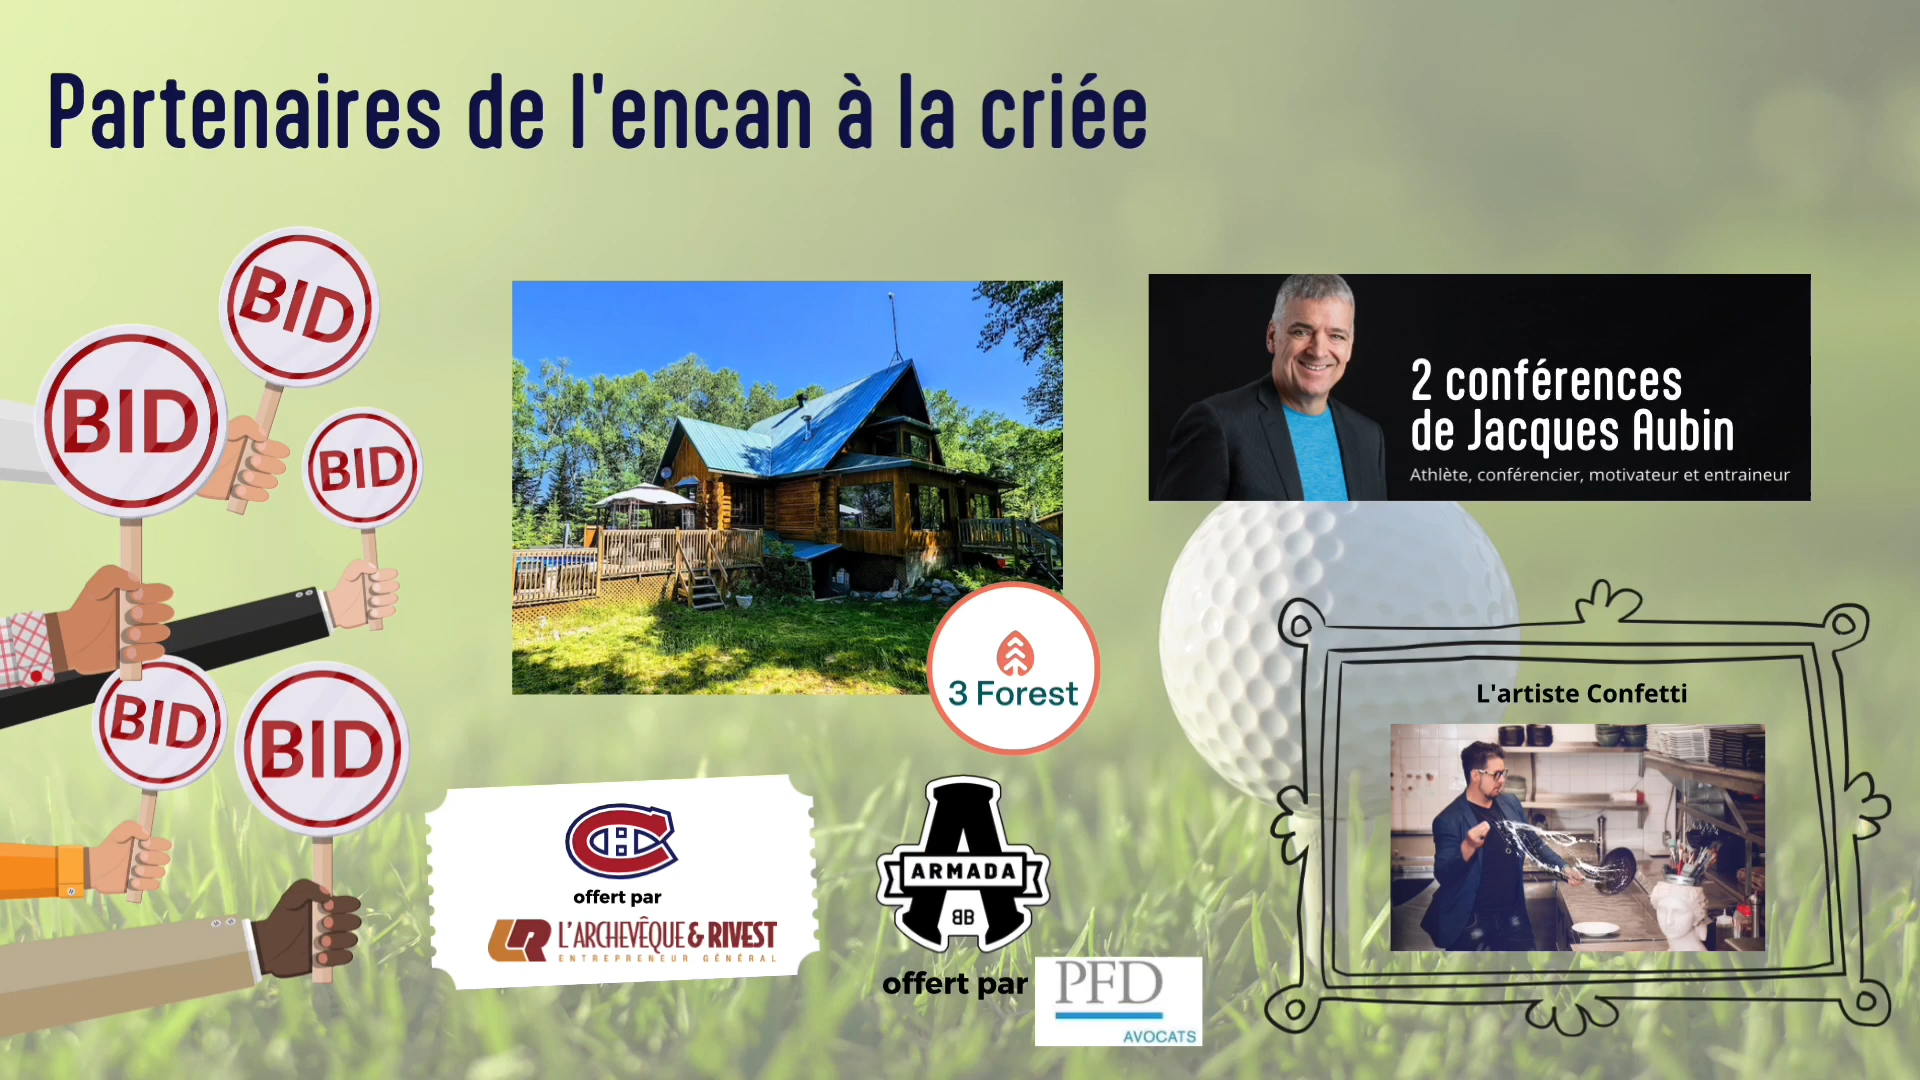 Partenaires de l'encan à la criée
BID
BID
BID
BID
BID
3 Forest
2 conférences
de Jacques Aubin
Athlète, conférencier, motivateur et entraineur
L'artiste Confetti
offert par
LR L'ARCHEVÊQUE & RIVEST
ENTREPRENEUR GÉNÉRAL
A
ARMADA
BB
offert par
PFD
AVOCATS